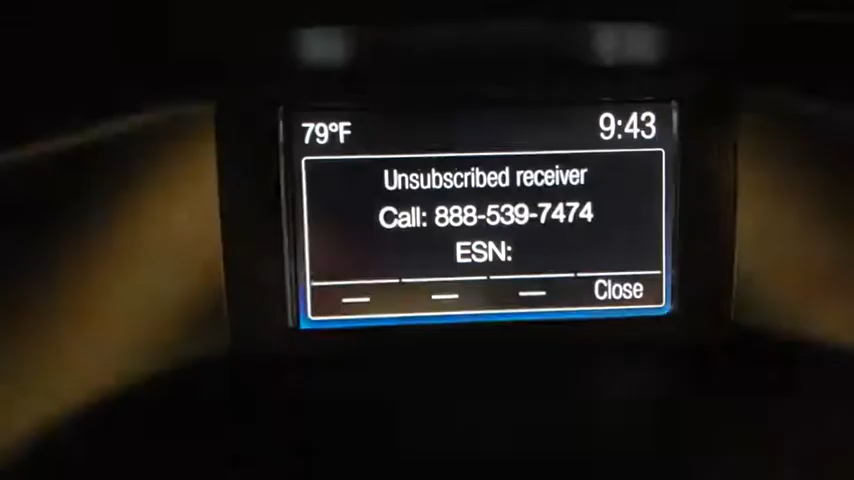 79°F 9:43
Unsubscribed receiver
Call: 888-539-7474
ESN:
Close